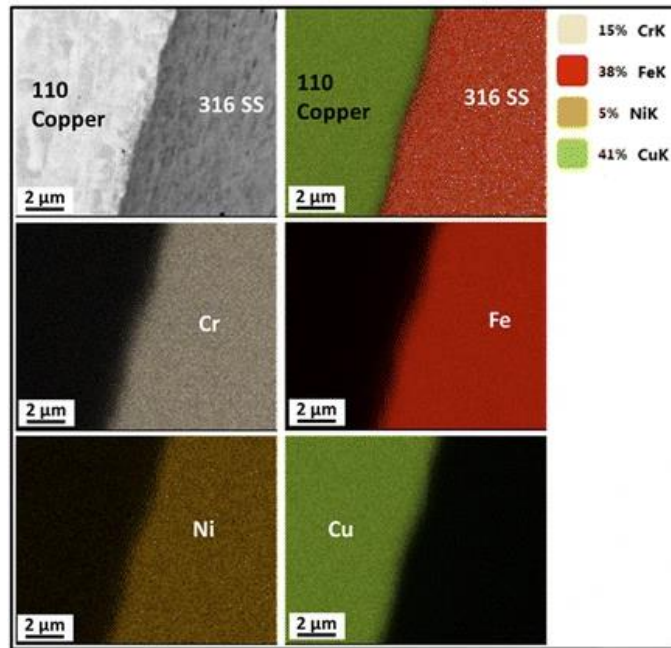 110
Copper
316 SS
2 μm
110
Copper
316 SS
2 μm
15% CrK
38% FeK
5% NiK
41% CuK
Cr
2 μm
Fe
2 μm
Ni
2 μm
Cu
2 μm